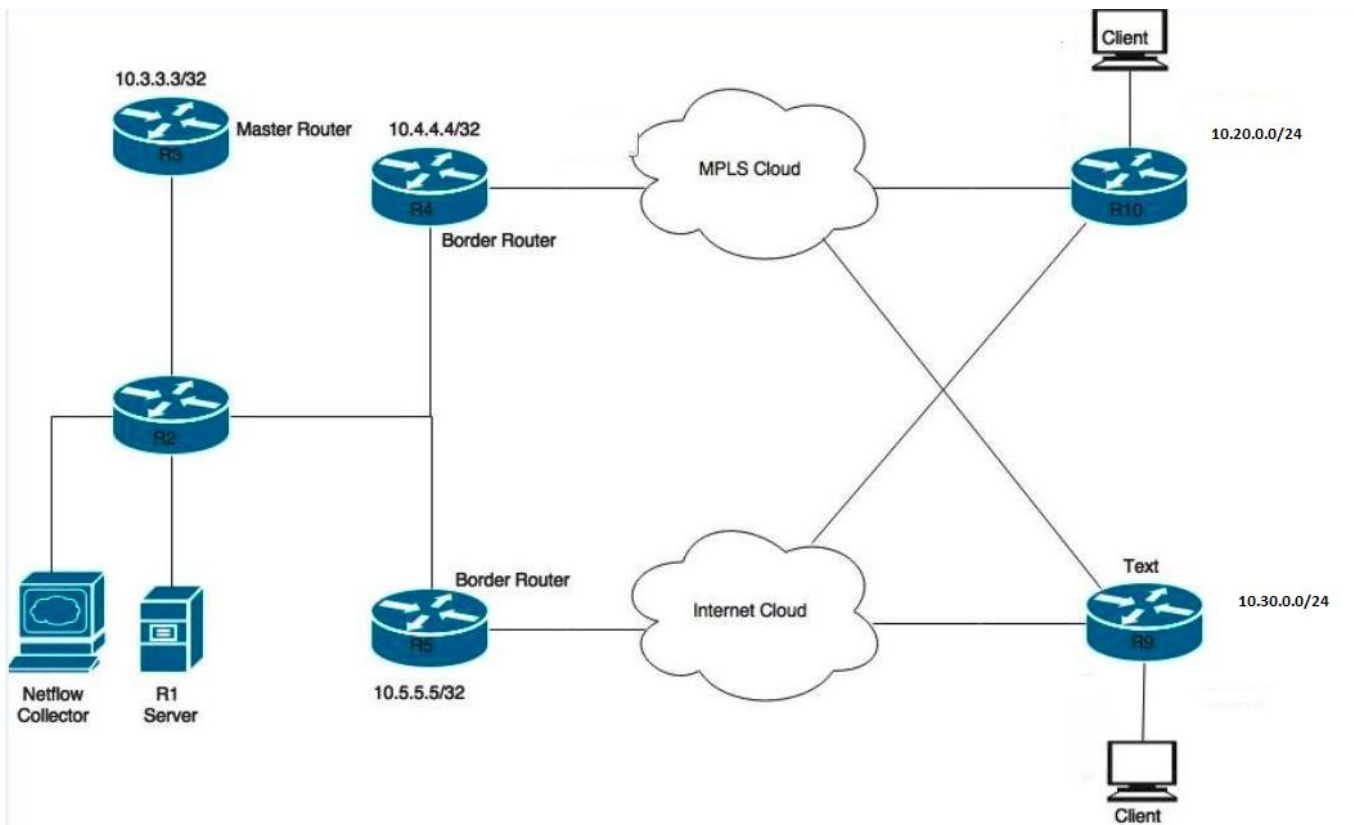 Client
10.3.3.3/32
Master Router
R3
10.4.4.4/32
R4
Border Router
MPLS Cloud
10.20.0.0/24
R10
R2
Netflow
Collector
R1
Server
Border Router
R5
10.5.5.5/32
Internet Cloud
Text
10.30.0.0/24
R9
Client